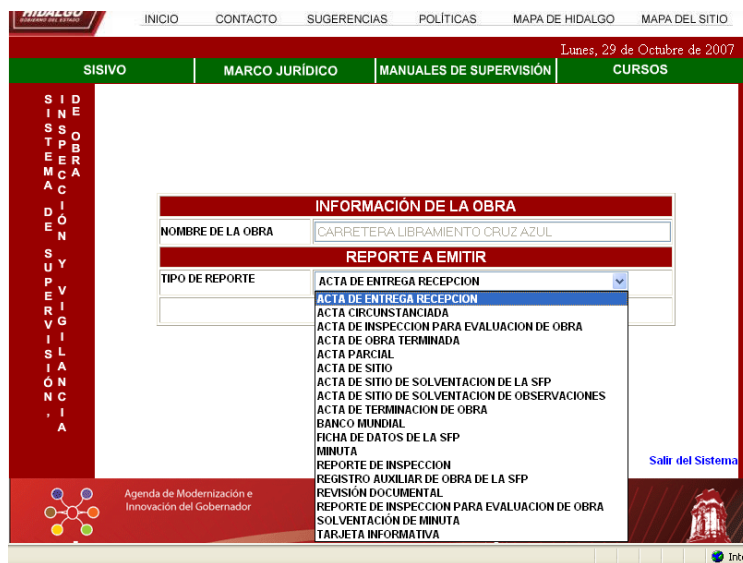 HIDALGO
GOBIERNO DEL ESTADO
INICIO CONTACTO SUGERENCIAS POLÍTICAS MAPA DE HIDALGO MAPA DEL SITIO
Lunes, 29 de Octubre de 2007
SISIVO MARCO JURÍDICO MANUALES DE SUPERVISIÓN CURSOS
SISTEMA DE SUPERVISIÓN,
INSPECCIÓN Y VIGILANCIA
DE OBRA
INFORMACIÓN DE LA OBRA
NOMBRE DE LA OBRA CARRETERA LIBRAMIENTO CRUZ AZUL
REPORTE A EMITIR
TIPO DE REPORTE ACTA DE ENTREGA RECEPCION
ACTA DE ENTREGA RECEPCION
ACTA CIRCUNSTANCIADA
ACTA DE INSPECCION PARA EVALUACION DE OBRA
ACTA DE OBRA TERMINADA
ACTA PARCIAL
ACTA DE SITIO
ACTA DE SITIO DE SOLVENTACION DE LA SFP
ACTA DE SITIO DE SOLVENTACION DE OBSERVACIONES
ACTA DE TERMINACION DE OBRA
BANCO MUNDIAL
FICHA DE DATOS DE LA SFP
MINUTA
REPORTE DE INSPECCION
REGISTRO AUXILIAR DE OBRA DE LA SFP
REVISIÓN DOCUMENTAL
REPORTE DE INSPECCION PARA EVALUACION DE OBRA
SOLVENTACIÓN DE MINUTA
TARJETA INFORMATIVA
Salir del Sistema
Agenda de Modernización e
Innovación del Gobernador
Int